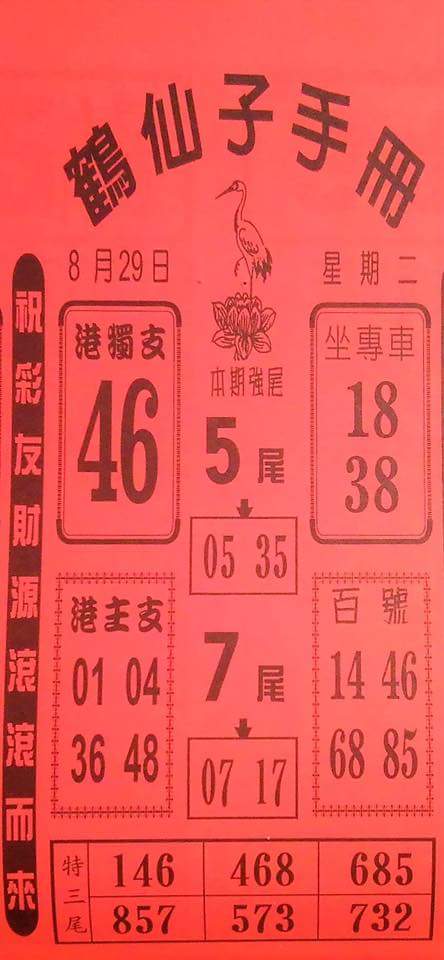 鶴仙子手冊
8月29日
星期二
祝彩友財源滾滾而來
港獨支
46
本期強尾
5尾
05 35
坐專車
18
38
港主支
01 04
36 48
7尾
07 17
百號
14 46
68 85
特三尾
146 468 685
857 573 732